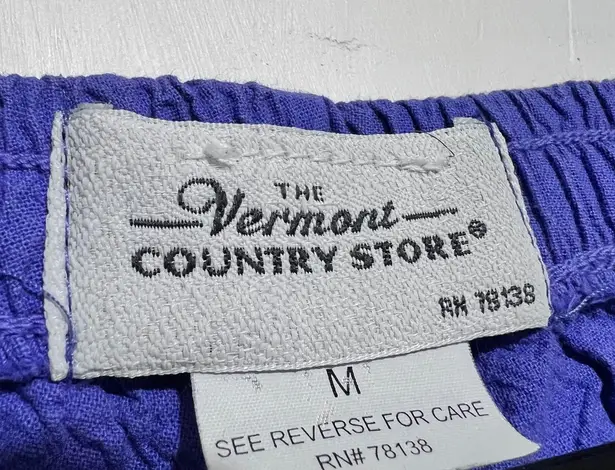 THE
Vermont
COUNTRY STORE®
RN 78138
M
SEE REVERSE FOR CARE
RN# 78138